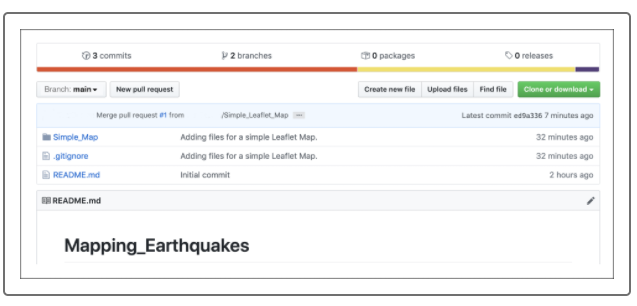 3 commits 2 branches 0 packages 0 releases
Branch: main New pull request Create new file Upload files Find file Clone or download
Merge pull request #1 from /Simple_Leaflet_Map Latest commit ed9a336 7 minutes ago
Simple_Map Adding files for a simple Leaflet Map. 32 minutes ago
.gitignore Adding files for a simple Leaflet Map. 32 minutes ago
README.md Initial commit 2 hours ago
README.md
Mapping_Earthquakes